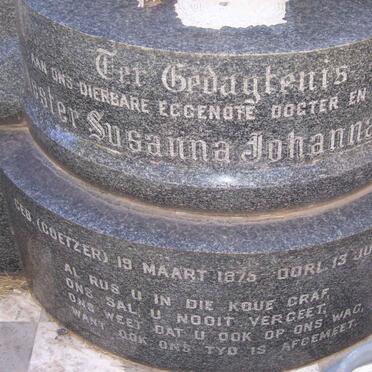 Ter Gedagtenis
AAN ONS DIERBARE EGGENOTE DOGTER EN
ester Susanna Johanna
GEB. (COETZER) 19 MAART 1875 OORL. 13 JU
AL RUS U IN DIE KOUE GRAF,
ONS SAL U NOOIT VERGEET,
ONS WEET DAT U OOK OP ONS WAG,
WANT OOK ONS TYD IS AFGEMEET.